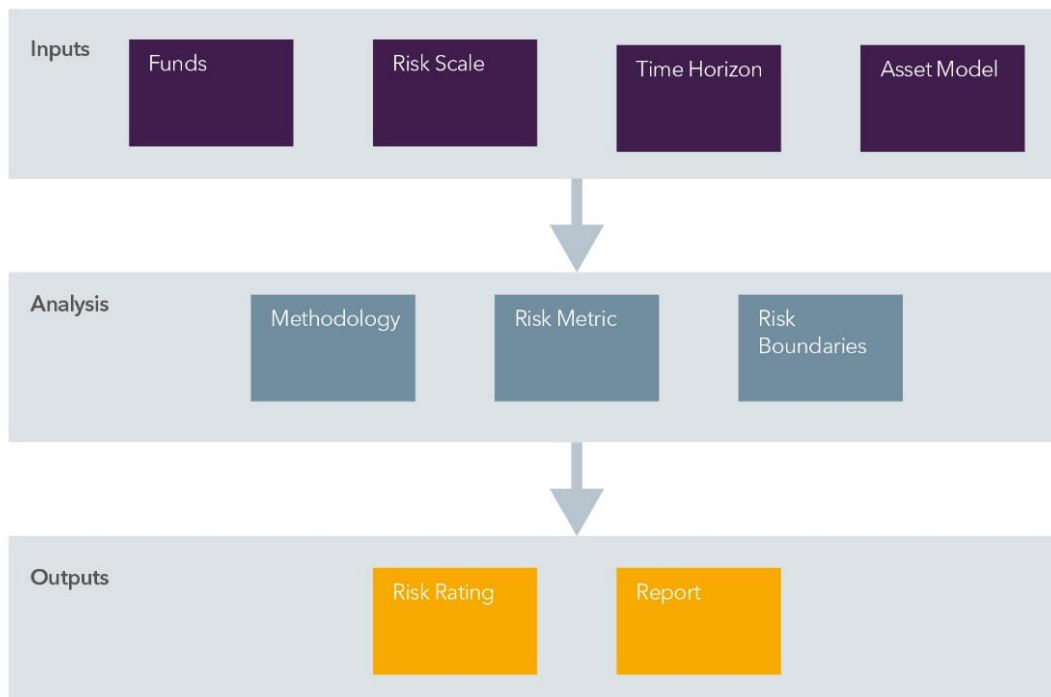 Inputs
Funds
Risk Scale
Time Horizon
Asset Model
Analysis
Methodology
Risk Metric
Risk
Boundaries
Outputs
Risk Rating
Report